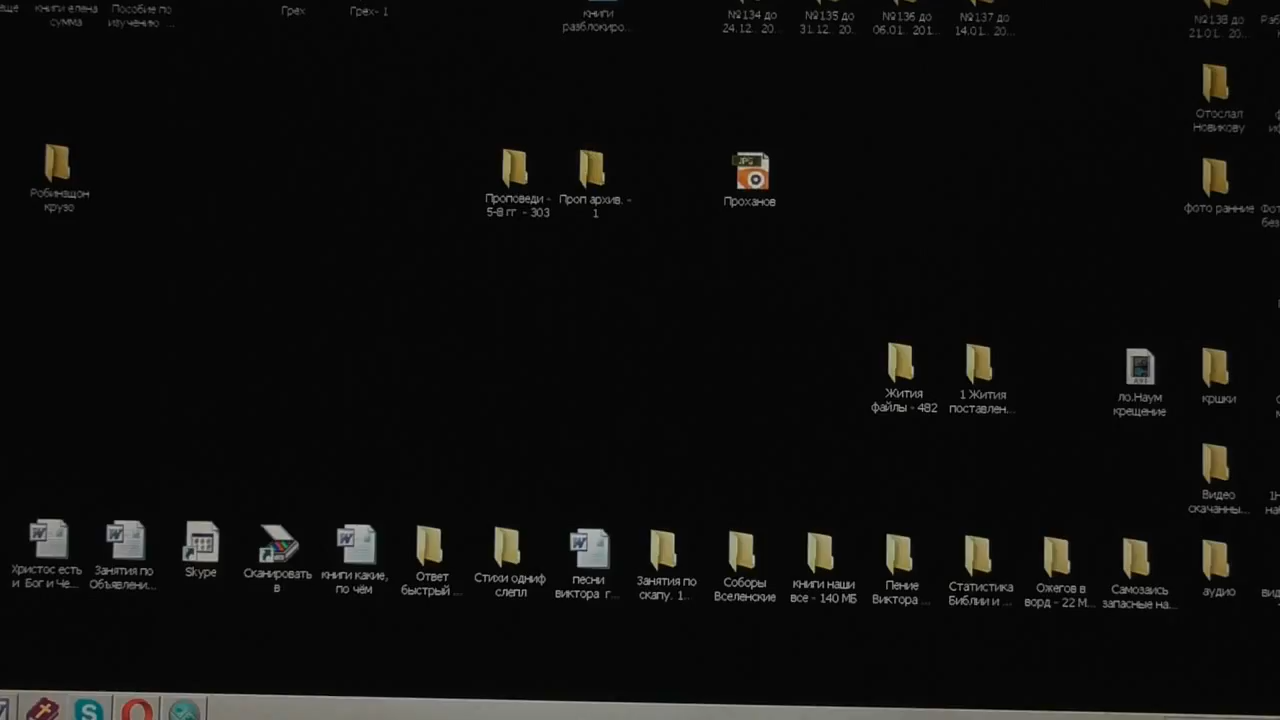 еще
книги елена
сумма
Пособие по
изучению ...
Грех
Грех- 1
книги
разблокиро...
№134 до
24.12. 20...
№135 до
31.12. 20...
№136 до
06.01. 201...
№137 до
14.01. 20...
№138 до
21.01. 20...
Отослал
Новикову
Робинзщон
крузо
Проповеди -
5-8 гг - 303
Проп архив. -
1
JPG
Проханов
фото ранние
Жития
файлы - 482
1 Жития
поставлен...
ло.Наум
крещение
кршки
Видео
скачанны...
Христос есть
и Бог и Че...
Занятия по
Объявлени...
Skype
Сканировать
в
книги какие,
по чём
Ответ
быстрый ...
Стихи одниф
слепл
песни
виктора г...
Занятия по
скапу. 1..
Соборы
Вселенские
книги наши
все - 140 МБ
Пение
Виктора ...
Статистика
Библии и ...
Ожегов в
ворд - 22 М...
Самозаись
запасные на...
аудио